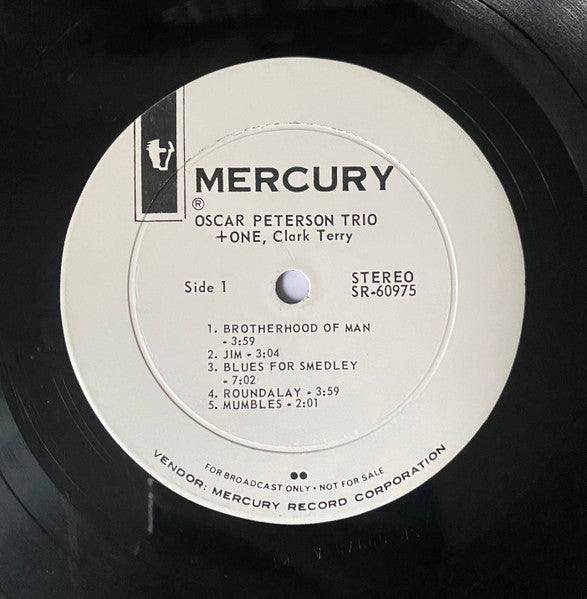 MERCURY
®
OSCAR PETERSON TRIO
+ONE, Clark Terry
Side 1
STEREO
SR-60975
1. BROTHERHOOD OF MAN
- 3:59
2. JIM - 3:04
3. BLUES FOR SMEDLEY
- 7:02
4. ROUNDALAY - 3:59
5. MUMBLES - 2:01
FOR BROADCAST ONLY • NOT FOR SALE
VENDOR: MERCURY RECORD CORPORATION